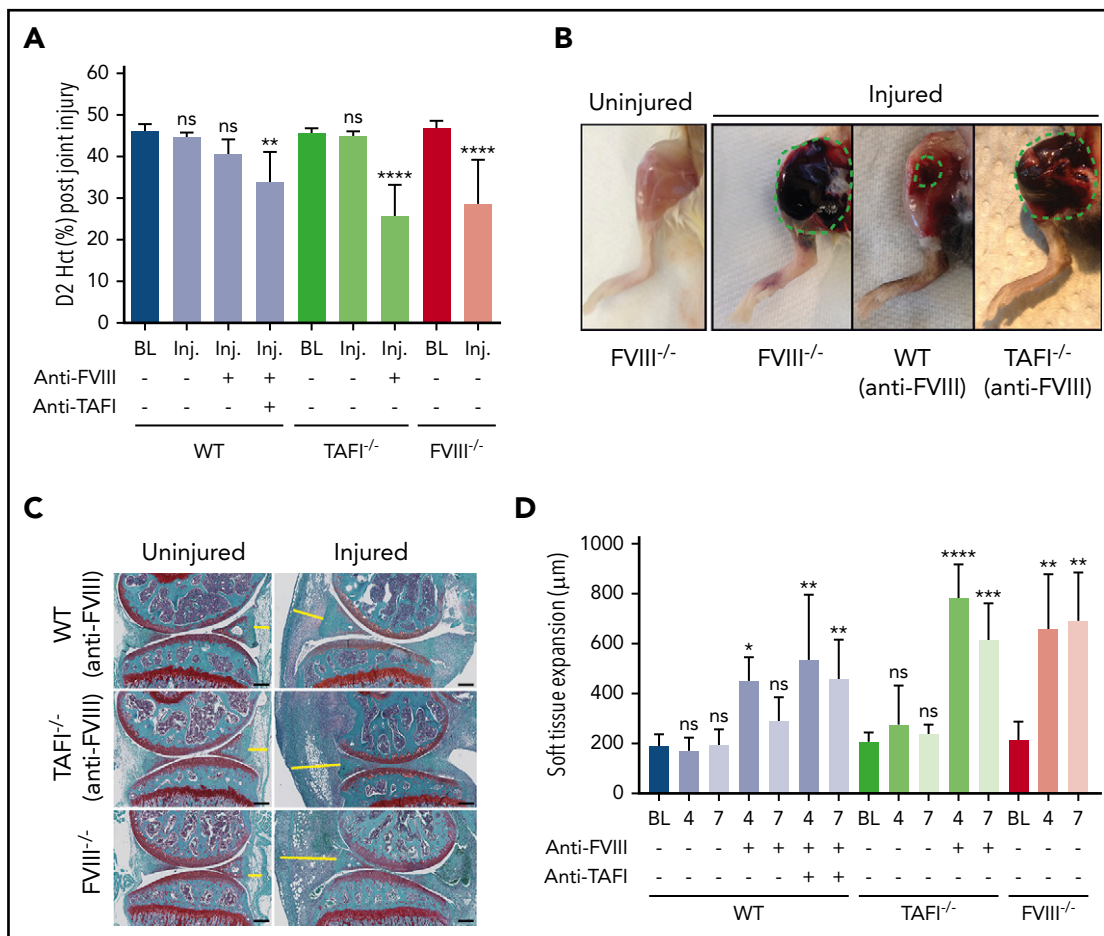 A
D2 Hct (%) post joint injury
60
50
40
30
20
10
0
ns
ns
**
ns
****
****
BL Inj. Inj. Inj. BL Inj. Inj. BL Inj.
Anti-FVIII - - + + - - + - -
Anti-TAFI - - - + - - - - -
WT TAFI-/- FVIII-/-
B
Uninjured Injured
FVIII-/- FVIII-/- WT (anti-FVIII) TAFI-/- (anti-FVIII)
C
Uninjured Injured
WT
(anti-FVIII)
TAFI-/-
(anti-FVIII)
FVIII-/-
D
Soft tissue expansion (μm)
1000
800
600
400
200
0
ns
ns
*
ns
**
**
ns
ns
****
***
**
**
BL 4 7 4 7 4 7 BL 4 7 4 7 BL 4 7
Anti-FVIII - - - + + + + - - - + + - - -
Anti-TAFI - - - - - + + - - - - - - - -
WT TAFI-/- FVIII-/-